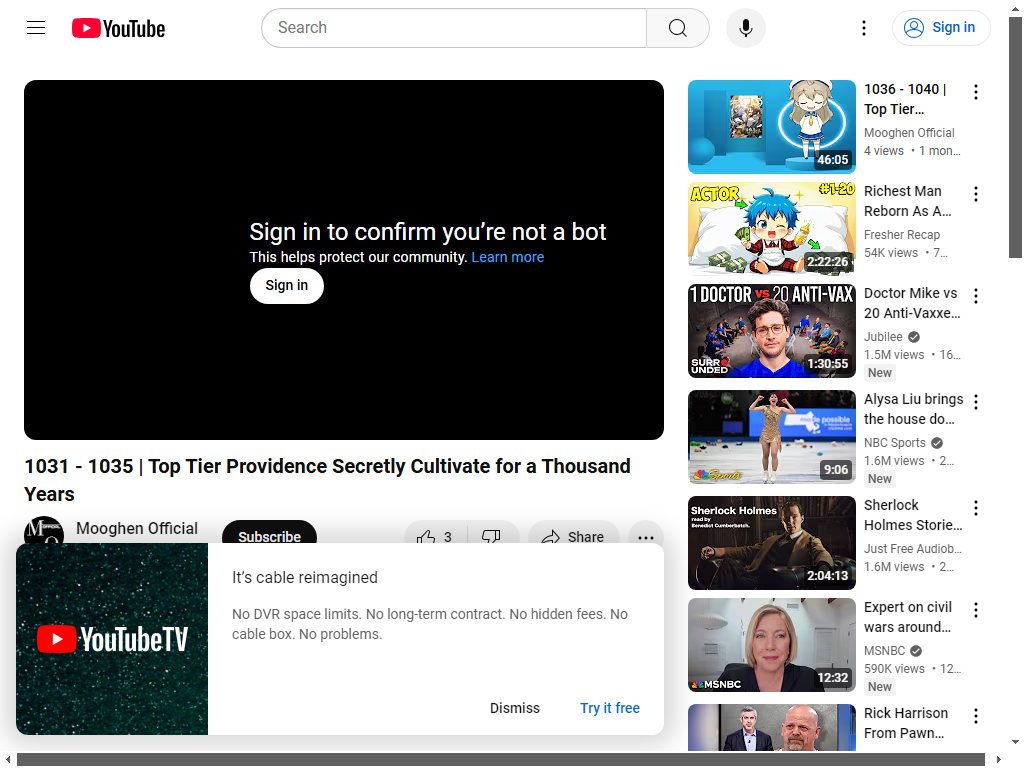 YouTube
Search
Sign in
Sign in to confirm you’re not a bot
This helps protect our community. Learn more
Sign in
1031 - 1035 | Top Tier Providence Secretly Cultivate for a Thousand
Years
Mooghen Official
Subscribe
3
Share
YouTubeTV
It’s cable reimagined
No DVR space limits. No long-term contract. No hidden fees. No
cable box. No problems.
Dismiss
Try it free
46:05
1036 - 1040 |
Top Tier…
Mooghen Official
4 views • 1 mon…
ACTOR
#1-20
2:22:26
Richest Man
Reborn As A…
Fresher Recap
54K views • 7…
1 DOCTOR VS 20 ANTI-VAX
SURROUNDED
1:30:55
Doctor Mike vs
20 Anti-Vaxxe…
Jubilee
1.5M views • 16…
New
made possible
NBC Sports
9:06
Alysa Liu brings
the house do…
NBC Sports
1.6M views • 2…
New
Sherlock Holmes
read by
Benedict Cumberbatch.
2:04:13
Sherlock
Holmes Storie…
Just Free Audiob…
1.6M views • 2…
MSNBC
12:32
Expert on civil
wars around…
MSNBC
590K views • 12…
New
Rick Harrison
From Pawn…